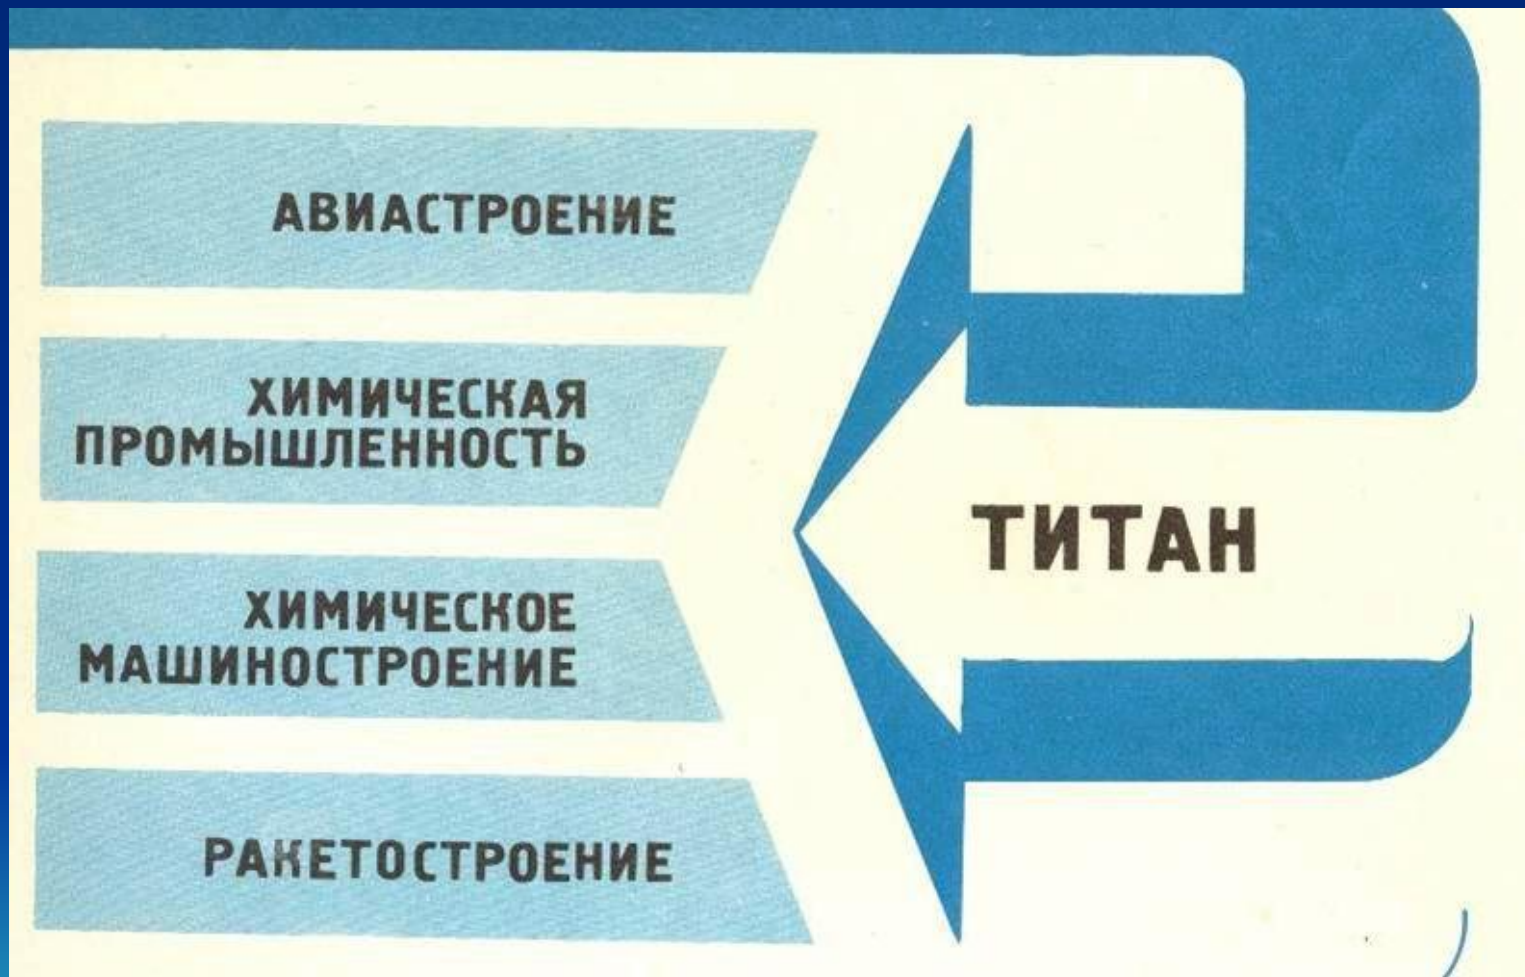 АВИАСТРОЕНИЕ
ХИМИЧЕСКАЯ
ПРОМЫШЛЕННОСТЬ
ХИМИЧЕСКОЕ
МАШИНОСТРОЕНИЕ
РАКЕТОСТРОЕНИЕ
ТИТАН